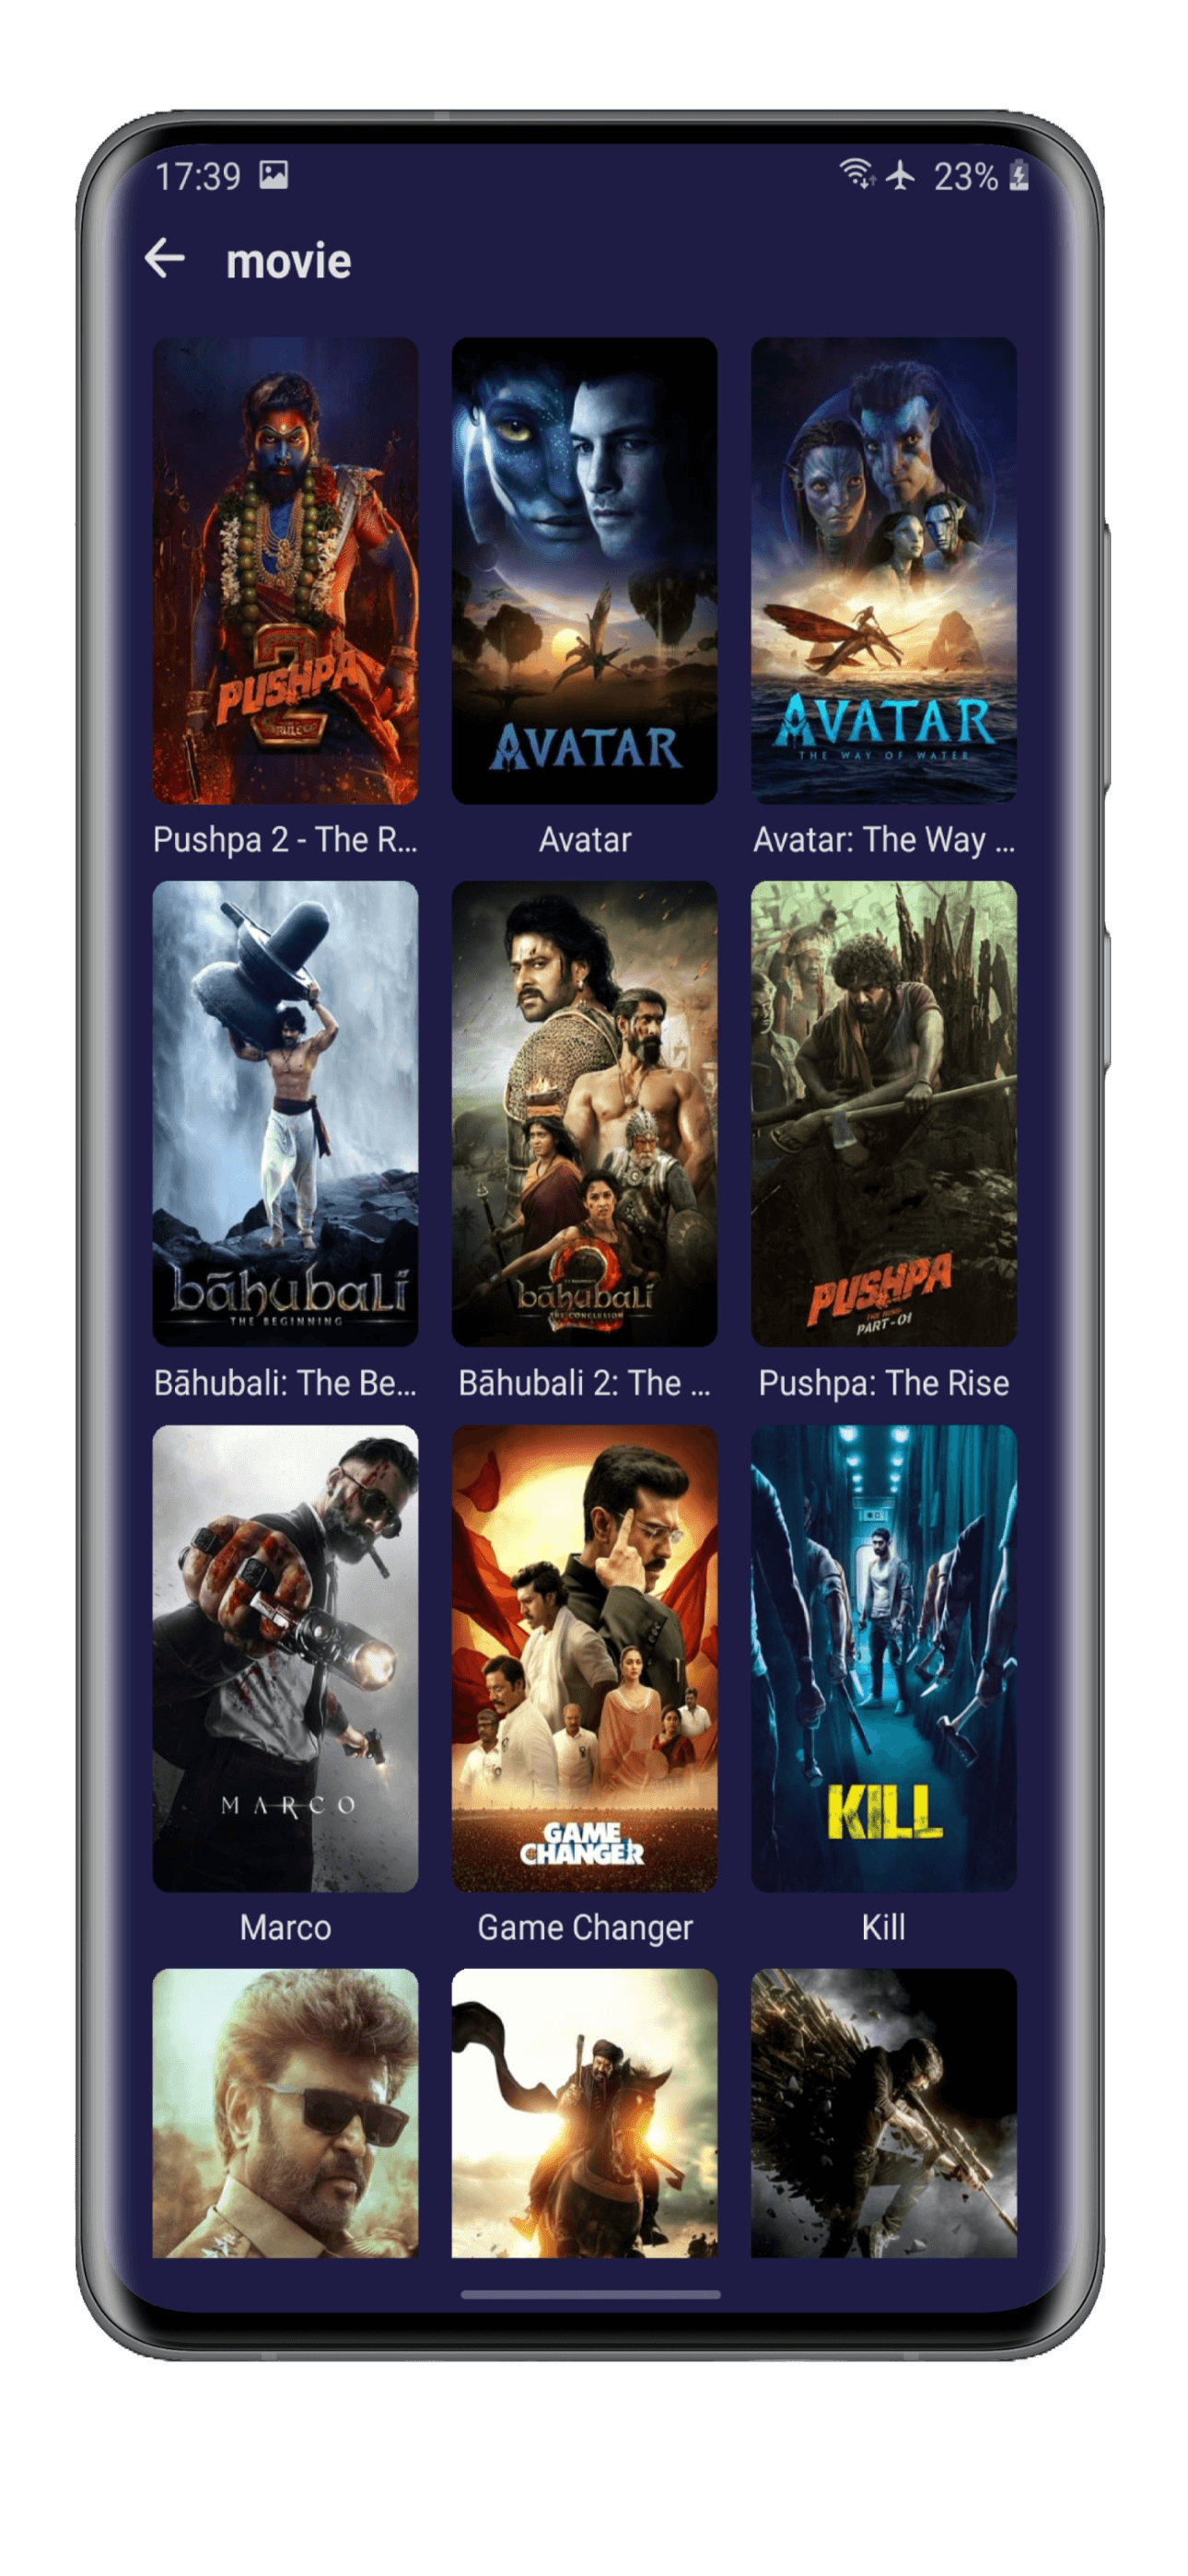 17:39 23%
movie
2
PUSHPA
THE RULE
AVATAR
AVATAR
THE WAY OF WATER
Pushpa 2 - The R...
Avatar
Avatar: The Way ...
bāhubali
THE BEGINNING
2
bāhubali
THE CONCLUSION
PUSHPA
THE RISE
PART-01
Bāhubali: The Be...
Bāhubali 2: The ...
Pushpa: The Rise
MARCO
GAME
CHANGER
KILL
Marco
Game Changer
Kill